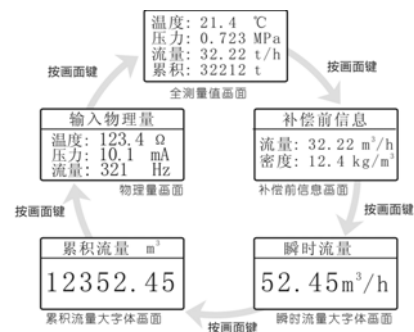 温度: 21.4 ℃
压力: 0.723 MPa
流量: 32.22 t/h
累积: 32212 t
全测量值画面
按画面键
按画面键
输入物理量
温度: 123.4 Ω
压力: 10.1 mA
流量: 321 Hz
物理量画面
补偿前信息
流量: 32.22 m³/h
密度: 12.4 kg/m³
补偿前信息画面
按画面键
按画面键
累积流量 m³
12352.45
累积流量大字体画面
瞬时流量
52.45m³/h
瞬时流量大字体画面
按画面键